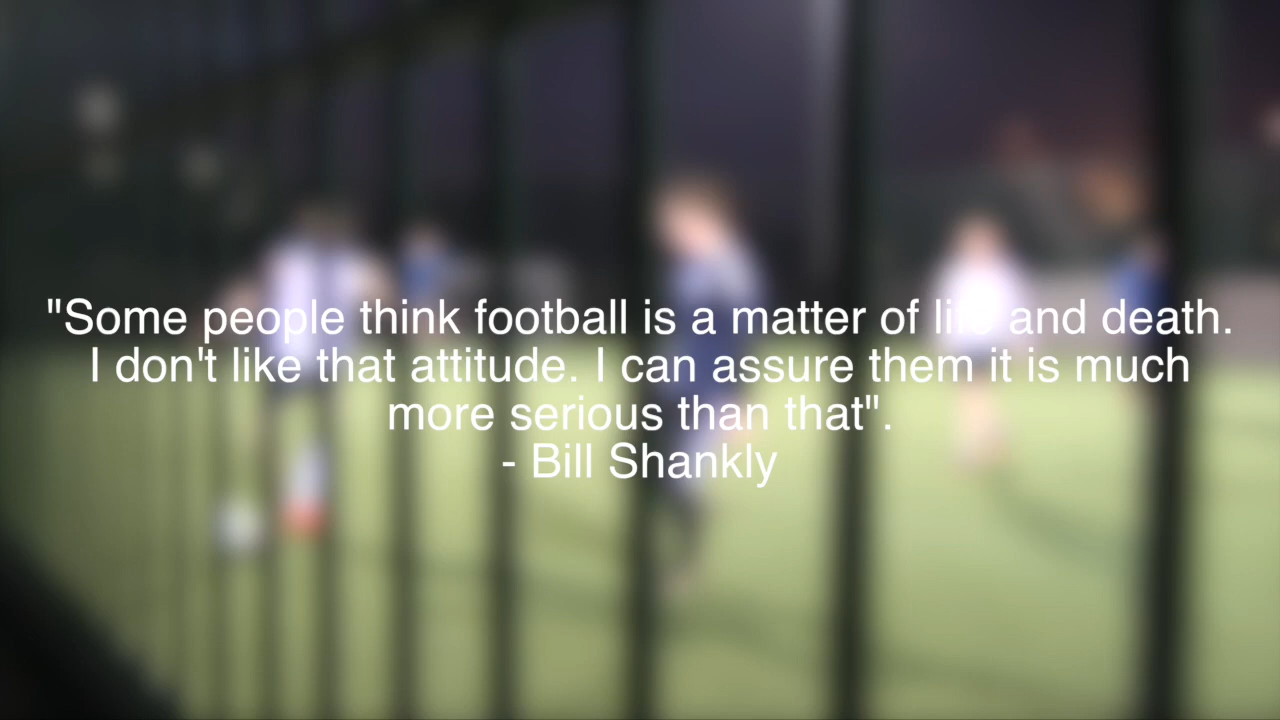 "Some people think football is a matter of life and death.
I don't like that attitude. I can assure them it is much
more serious than that".
- Bill Shankly